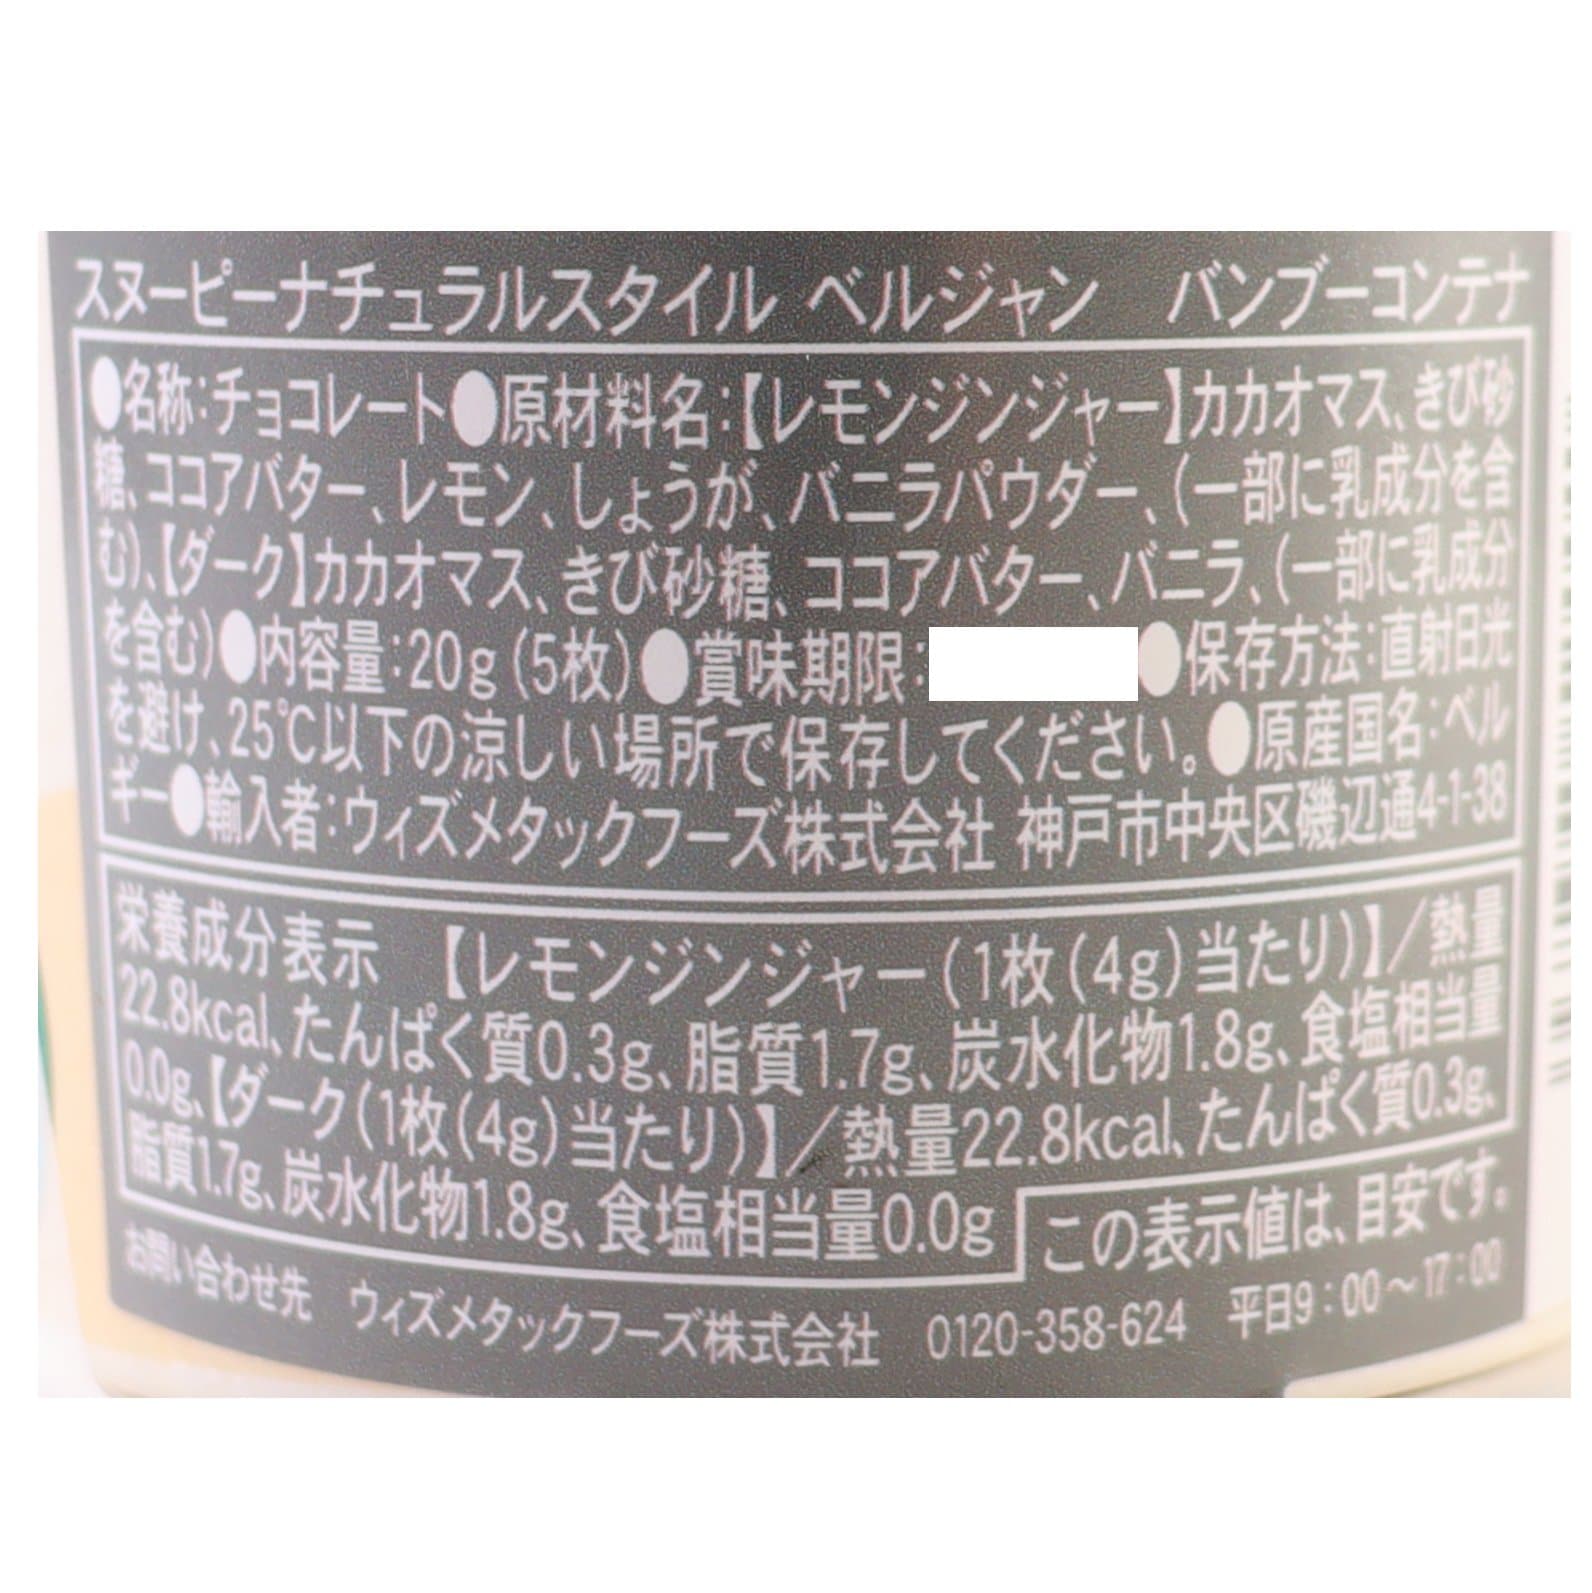 スヌーピーナチュラルスタイル ベルジャン　バンブーコンテナ
●名称:チョコレート●原材料名:【レモンジンジャー】カカオマス、きび砂
糖、ココアバター、レモン、しょうが、バニラパウダー、(一部に乳成分を含
む)、【ダーク】カカオマス、きび砂糖、ココアバター、バニラ、(一部に乳成分
を含む)●内容量:20g(5枚)●賞味期限:●保存方法:直射日光
を避け、25℃以下の涼しい場所で保存してください。●原産国名:ベル
ギー●輸入者:ウィズメタックフーズ株式会社 神戸市中央区磯辺通4-1-38
栄養成分表示　【レモンジンジャー(1枚(4g)当たり)】/熱量
22.8kcal、たんぱく質0.3g、脂質1.7g、炭水化物1.8g、食塩相当量
0.0g、【ダーク(1枚(4g)当たり)】/熱量22.8kcal、たんぱく質0.3g、
脂質1.7g、炭水化物1.8g、食塩相当量0.0g
この表示値は、目安です。
お問い合わせ先　ウィズメタックフーズ株式会社　0120-358-624　平日9:00〜17:00